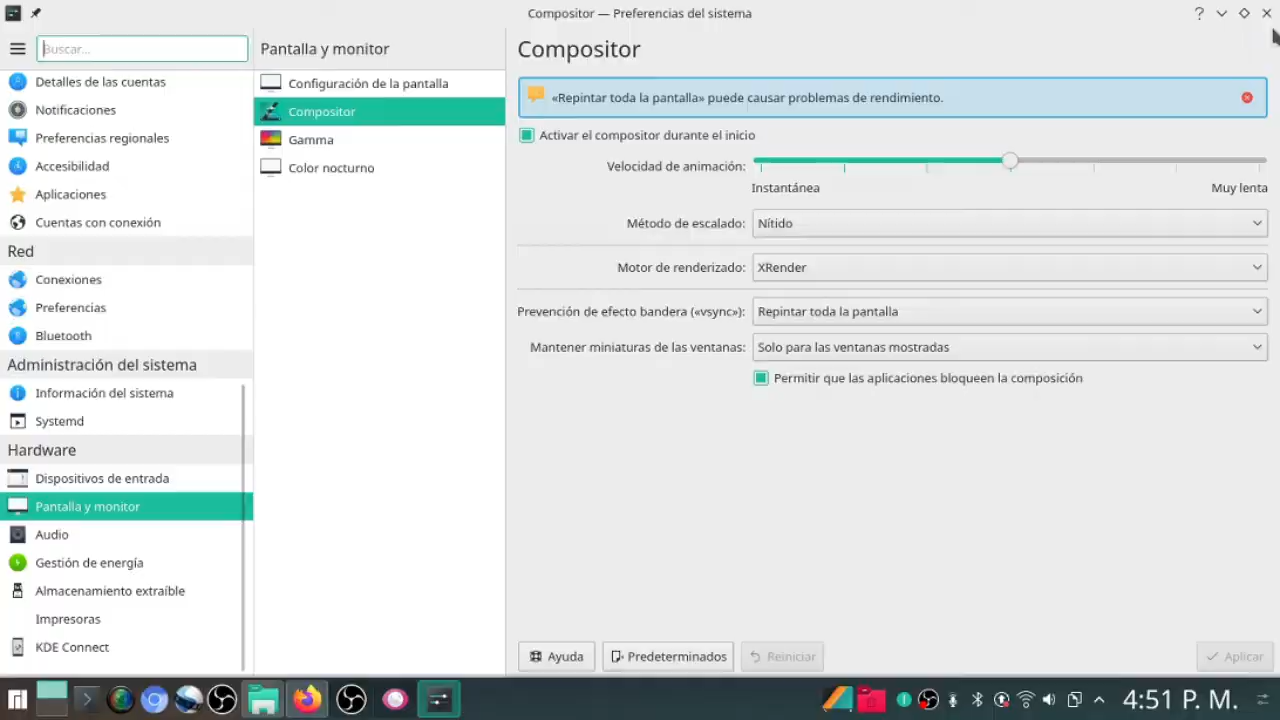 Compositor — Preferencias del sistema
Buscar...
Detalles de las cuentas
Notificaciones
Preferencias regionales
Accesibilidad
Aplicaciones
Cuentas con conexión
Red
Conexiones
Preferencias
Bluetooth
Administración del sistema
Información del sistema
Systemd
Hardware
Dispositivos de entrada
Pantalla y monitor
Audio
Gestión de energía
Almacenamiento extraíble
Impresoras
KDE Connect
Pantalla y monitor
Configuración de la pantalla
Compositor
Gamma
Color nocturno
Compositor
«Repintar toda la pantalla» puede causar problemas de rendimiento.
Activar el compositor durante el inicio
Velocidad de animación:
Instantánea Muy lenta
Método de escalado: Nítido
Motor de renderizado: XRender
Prevención de efecto bandera («vsync»): Repintar toda la pantalla
Mantener miniaturas de las ventanas: Solo para las ventanas mostradas
Permitir que las aplicaciones bloqueen la composición
Ayuda Predeterminados Reiniciar Aplicar
4:51 P. M.